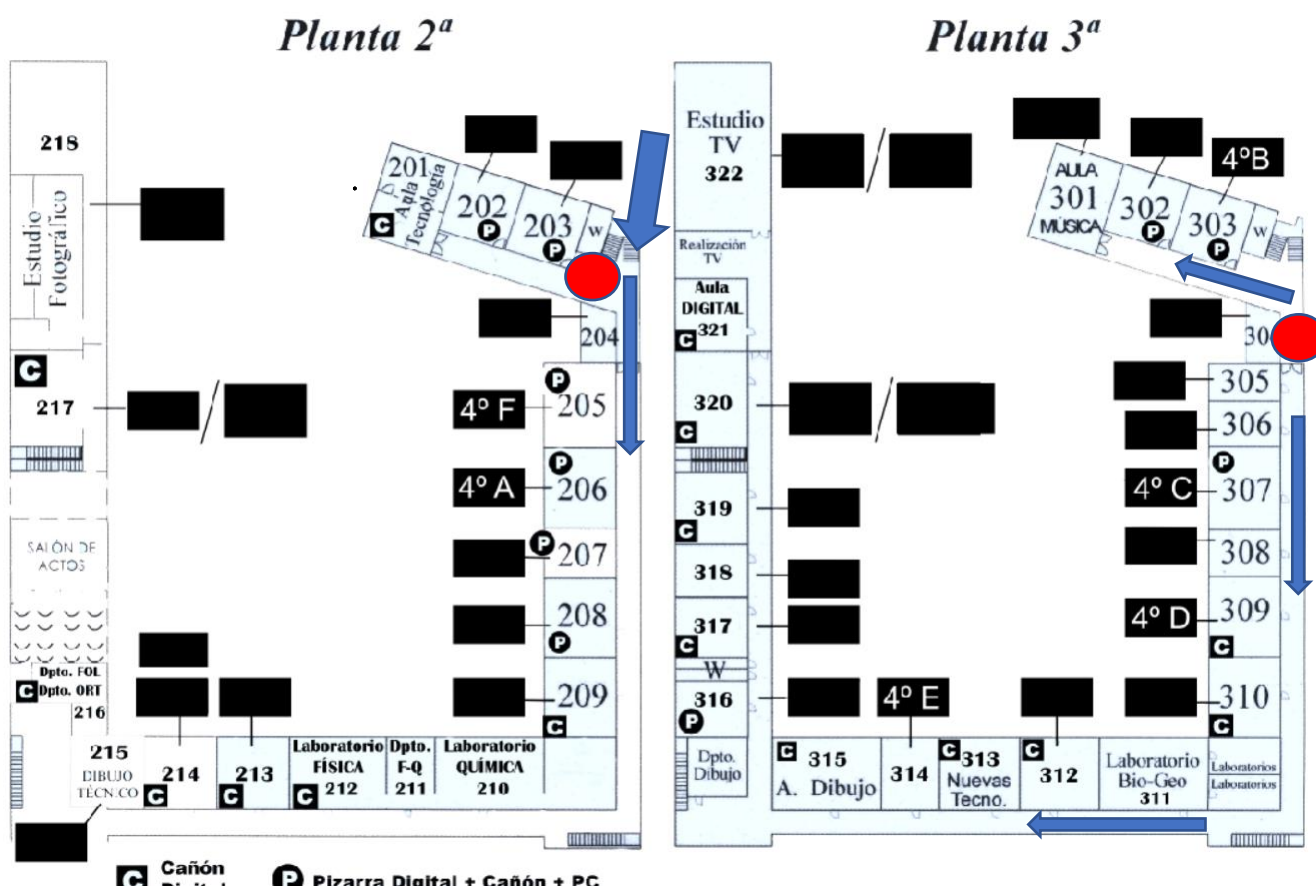 Planta 2ª
218
Estudio
Fotográfico
C
217
SALÓN DE
ACTOS
Dpto. FOL
C Dpto. ORT
216
215
DIBUJO
TÉCNICO
214
C
213
C
Laboratorio
FÍSICA
212
C
Dpto.
F-Q
211
Laboratorio
QUÍMICA
210
201
Aula
Tecnología
C
202
P
203
P
W
204
4º F
P
205
4º A
P
206
P
207
208
P
209
C
C Cañón
P Pizarra Digital + Cañón + PC
Planta 3ª
Estudio
TV
322
Realización
TV
Aula
DIGITAL
C 321
320
C
319
C
318
317
C
W
316
P
Dpto.
Dibujo
C 315
A. Dibujo
4º E
314
C 313
Nuevas
Tecno.
C
312
Laboratorio
Bio-Geo
311
Laboratorios
Laboratorios
AULA
301
MÚSICA
302
P
4ºB
303
P
W
30
305
306
P
4º C
307
308
4º D
309
C
310
C